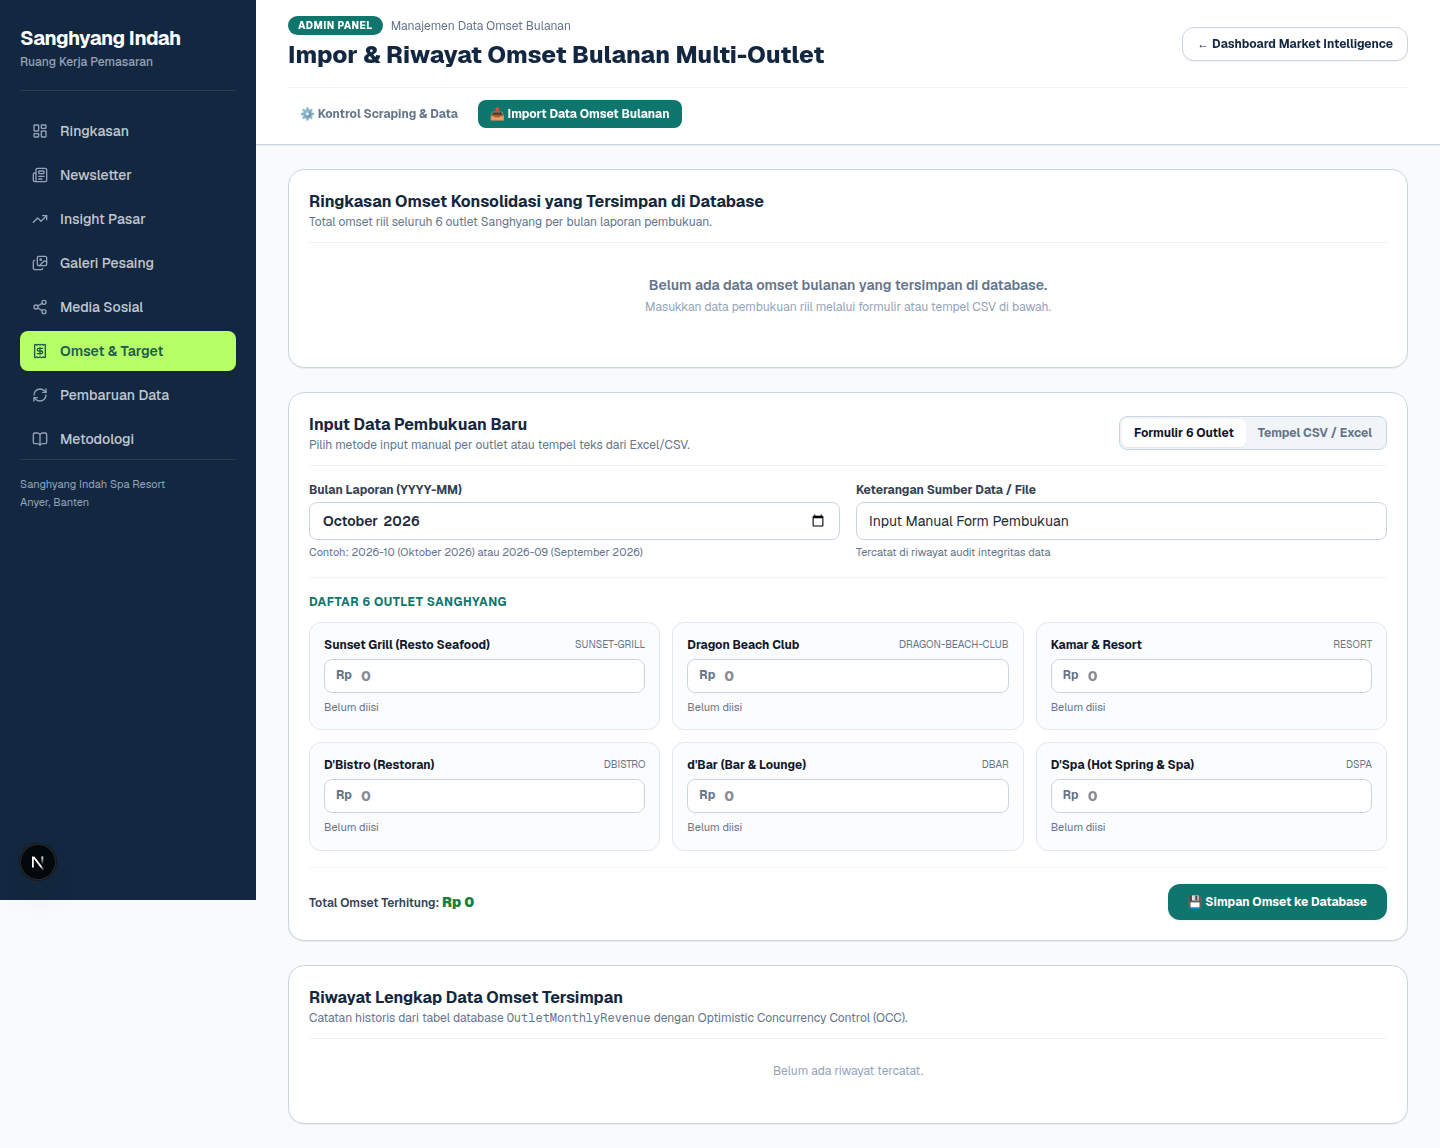 Sanghyang Indah
Ruang Kerja Pemasaran
Ringkasan
Newsletter
Insight Pasar
Galeri Pesaing
Media Sosial
Omset & Target
Pembaruan Data
Metodologi
Sanghyang Indah Spa Resort
Anyer, Banten
N
ADMIN PANEL Manajemen Data Omset Bulanan
Impor & Riwayat Omset Bulanan Multi-Outlet
← Dashboard Market Intelligence
⚙️ Kontrol Scraping & Data
📥 Import Data Omset Bulanan
Ringkasan Omset Konsolidasi yang Tersimpan di Database
Total omset riil seluruh 6 outlet Sanghyang per bulan laporan pembukuan.
Belum ada data omset bulanan yang tersimpan di database.
Masukkan data pembukuan riil melalui formulir atau tempel CSV di bawah.
Input Data Pembukuan Baru
Pilih metode input manual per outlet atau tempel teks dari Excel/CSV.
Formulir 6 Outlet
Tempel CSV / Excel
Bulan Laporan (YYYY-MM)
October 2026
Contoh: 2026-10 (Oktober 2026) atau 2026-09 (September 2026)
Keterangan Sumber Data / File
Input Manual Form Pembukuan
Tercatat di riwayat audit integritas data
DAFTAR 6 OUTLET SANGHYANG
Sunset Grill (Resto Seafood) SUNSET-GRILL
Rp 0
Belum diisi
Dragon Beach Club DRAGON-BEACH-CLUB
Rp 0
Belum diisi
Kamar & Resort RESORT
Rp 0
Belum diisi
D'Bistro (Restoran) DBISTRO
Rp 0
Belum diisi
d'Bar (Bar & Lounge) DBAR
Rp 0
Belum diisi
D'Spa (Hot Spring & Spa) DSPA
Rp 0
Belum diisi
Total Omset Terhitung: Rp 0
💾 Simpan Omset ke Database
Riwayat Lengkap Data Omset Tersimpan
Catatan historis dari tabel database OutletMonthlyRevenue dengan Optimistic Concurrency Control (OCC).
Belum ada riwayat tercatat.